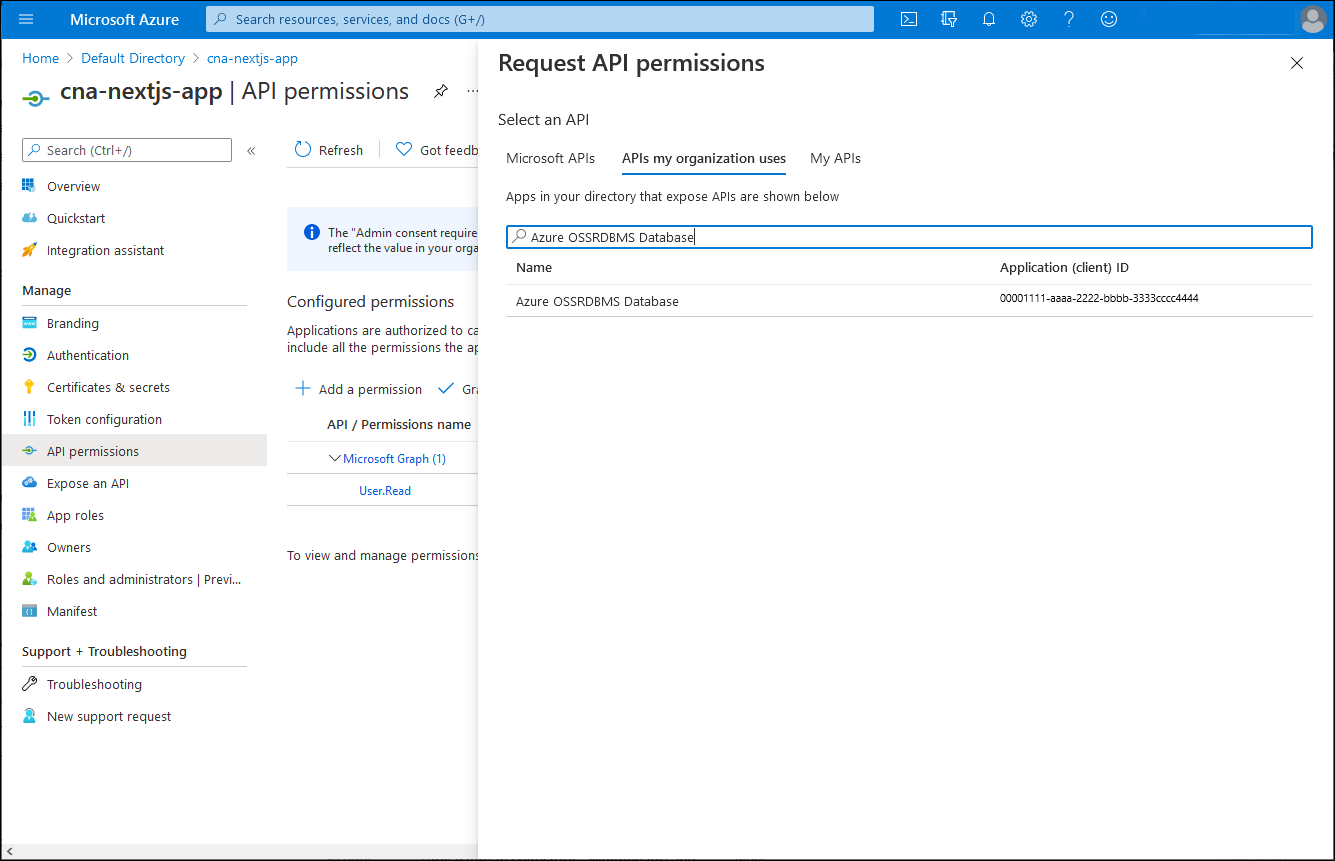 Microsoft Azure
Search resources, services, and docs (G+/)
Home > Default Directory > cna-nextjs-app
cna-nextjs-app | API permissions
Search (Ctrl+/)
Overview
Quickstart
Integration assistant
Manage
Branding
Authentication
Certificates & secrets
Token configuration
API permissions
Expose an API
App roles
Owners
Roles and administrators | Previ...
Manifest
Support + Troubleshooting
Troubleshooting
New support request
Refresh
Got feedb
The "Admin consent require
reflect the value in your orga
Configured permissions
Applications are authorized to ca
include all the permissions the ap
Add a permission
Gra
API / Permissions name
Microsoft Graph (1)
User.Read
To view and manage permissions
Request API permissions
Select an API
Microsoft APIs APIs my organization uses My APIs
Apps in your directory that expose APIs are shown below
Azure OSSRDBMS Database
Name Application (client) ID
Azure OSSRDBMS Database 00001111-aaaa-2222-bbbb-3333cccc4444